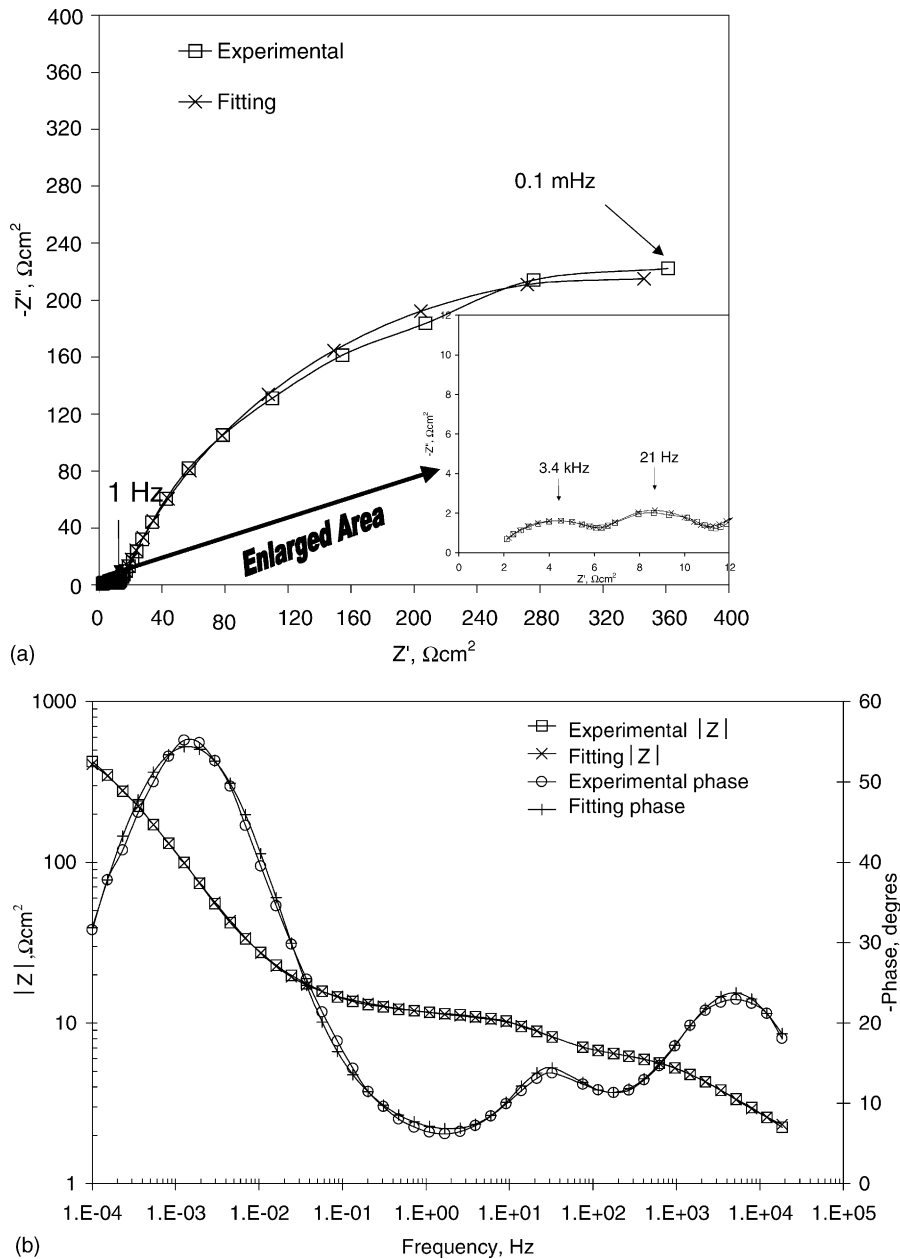 400
360
320
280
240
200
160
120
80
40
0
-Z", Ωcm²
Experimental
Fitting
0.1 mHz
1 Hz
Enlarged Area
12
10
8
6
4
2
0
-Z", Ωcm²
3.4 kHz
21 Hz
0 2 4 6 8 10 12
Z', Ωcm²
0 40 80 120 160 200 240 280 320 360 400
(a)
Z', Ωcm²
1000
100
10
1
|Z|,Ωcm²
Experimental |Z|
Fitting|Z|
Experimental phase
Fitting phase
60
50
40
30
20
10
0
-Phase, degres
1.E-04 1.E-03 1.E-02 1.E-01 1.E+00 1.E+01 1.E+02 1.E+03 1.E+04 1.E+05
(b)
Frequency, Hz